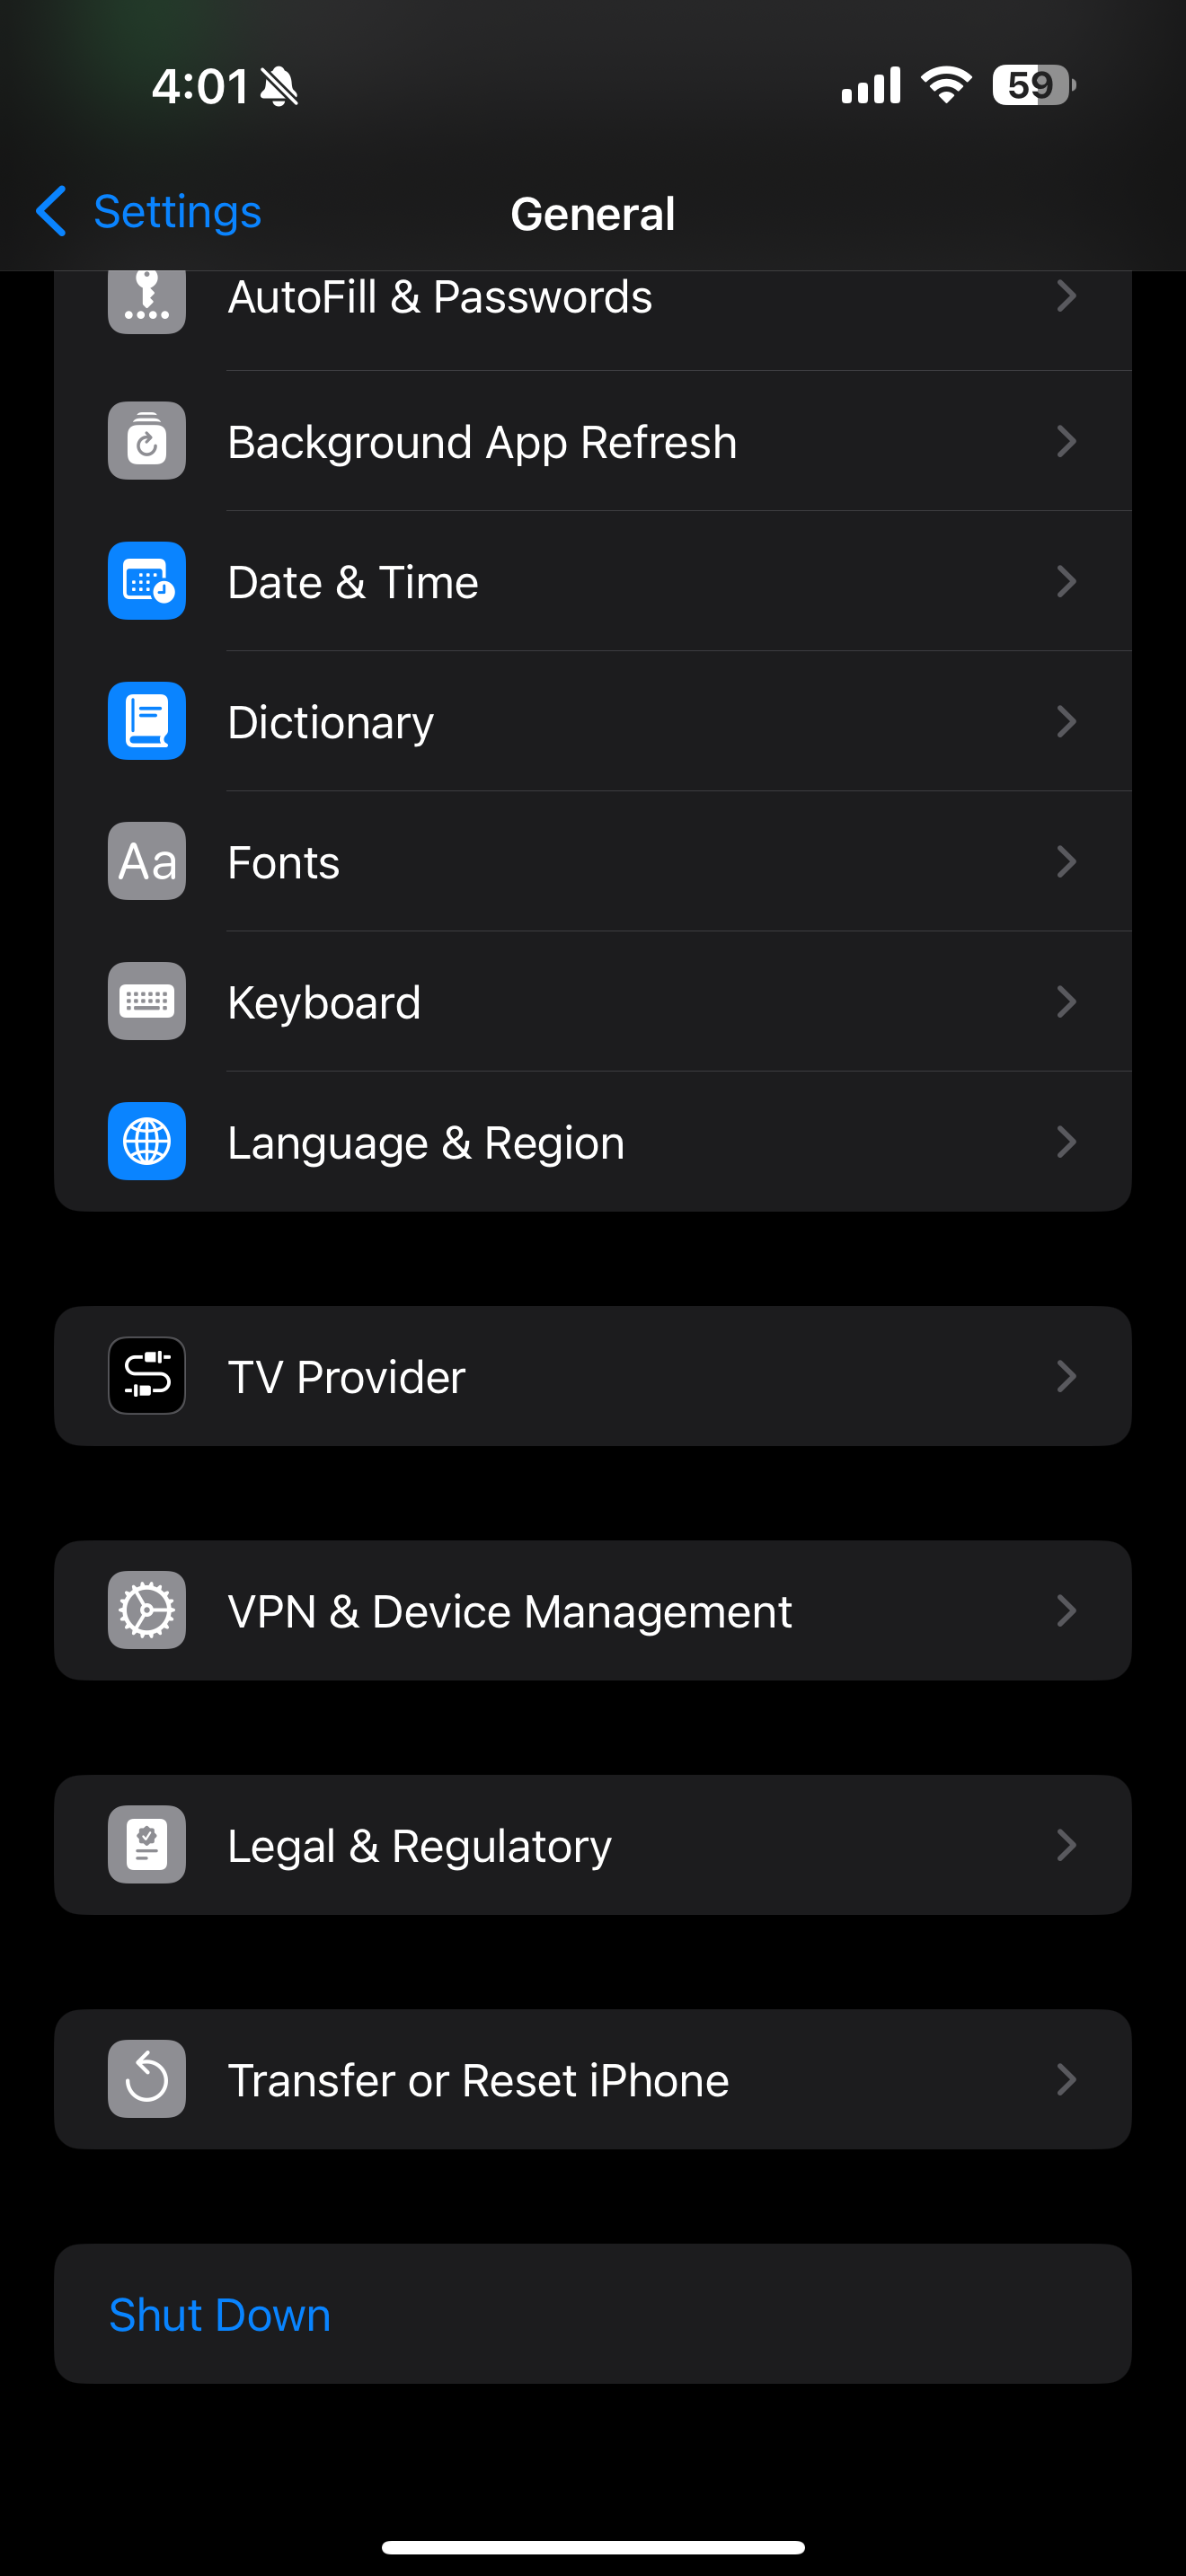 4:01
59
Settings
General
AutoFill & Passwords
Background App Refresh
Date & Time
Dictionary
Aa
Fonts
Keyboard
Language & Region
TV Provider
VPN & Device Management
Legal & Regulatory
Transfer or Reset iPhone
Shut Down